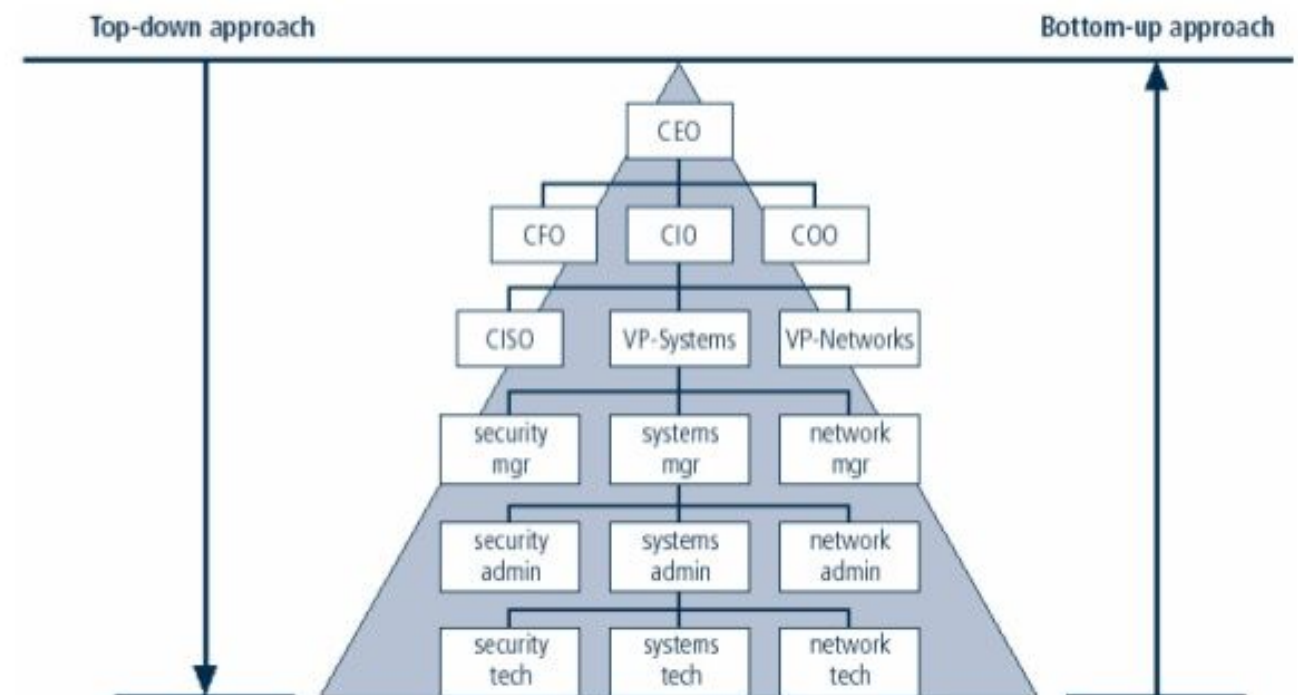 Top-down approach
Bottom-up approach
CEO
CFO
CIO
COO
CISO
VP-Systems
VP-Networks
security
mgr
systems
mgr
network
mgr
security
admin
systems
admin
network
admin
security
tech
systems
tech
network
tech